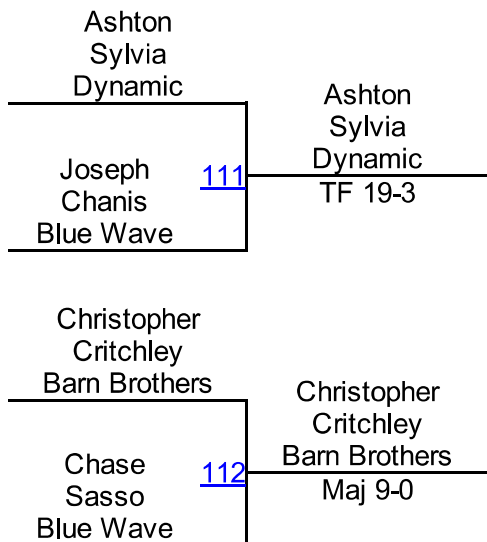 Ashton
Sylvia
Dynamic
Joseph
Chanis
Blue Wave
111
Ashton
Sylvia
Dynamic
TF 19-3
Christopher
Critchley
Barn Brothers
Chase
Sasso
Blue Wave
112
Christopher
Critchley
Barn Brothers
Maj 9-0